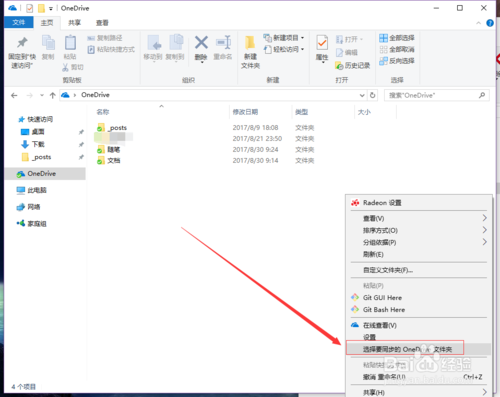 OneDrive
文件 主页 共享 查看
固定到"快速访问" 复制 粘贴 复制路径 粘贴快捷方式 剪切
移动到 复制到 删除 重命名
新建文件夹 新建项目 轻松访问
属性 打开 编辑 历史记录
全部选择 全部取消 反向选择
剪贴板 组织 新建 打开 选择
OneDrive 搜索"OneDrive"
名称 修改日期 类型 大小
快速访问
桌面
下载
_posts
OneDrive
此电脑
网络
家庭组
_posts 2017/8/9 18:08 文件夹
2017/8/21 23:50 文件夹
随笔 2017/8/30 9:24 文件夹
文档 2017/8/30 9:14 文件夹
Radeon 设置
查看(V)
排序方式(O)
分组依据(P)
刷新(E)
自定义文件夹(F)...
粘贴(P)
Git GUI Here
Git Bash Here
在线查看(V)
设置
选择要同步的 OneDrive 文件夹
粘贴快捷方式(S)
撤消 重命名(U) Ctrl+Z
共享(H)
4 个项目